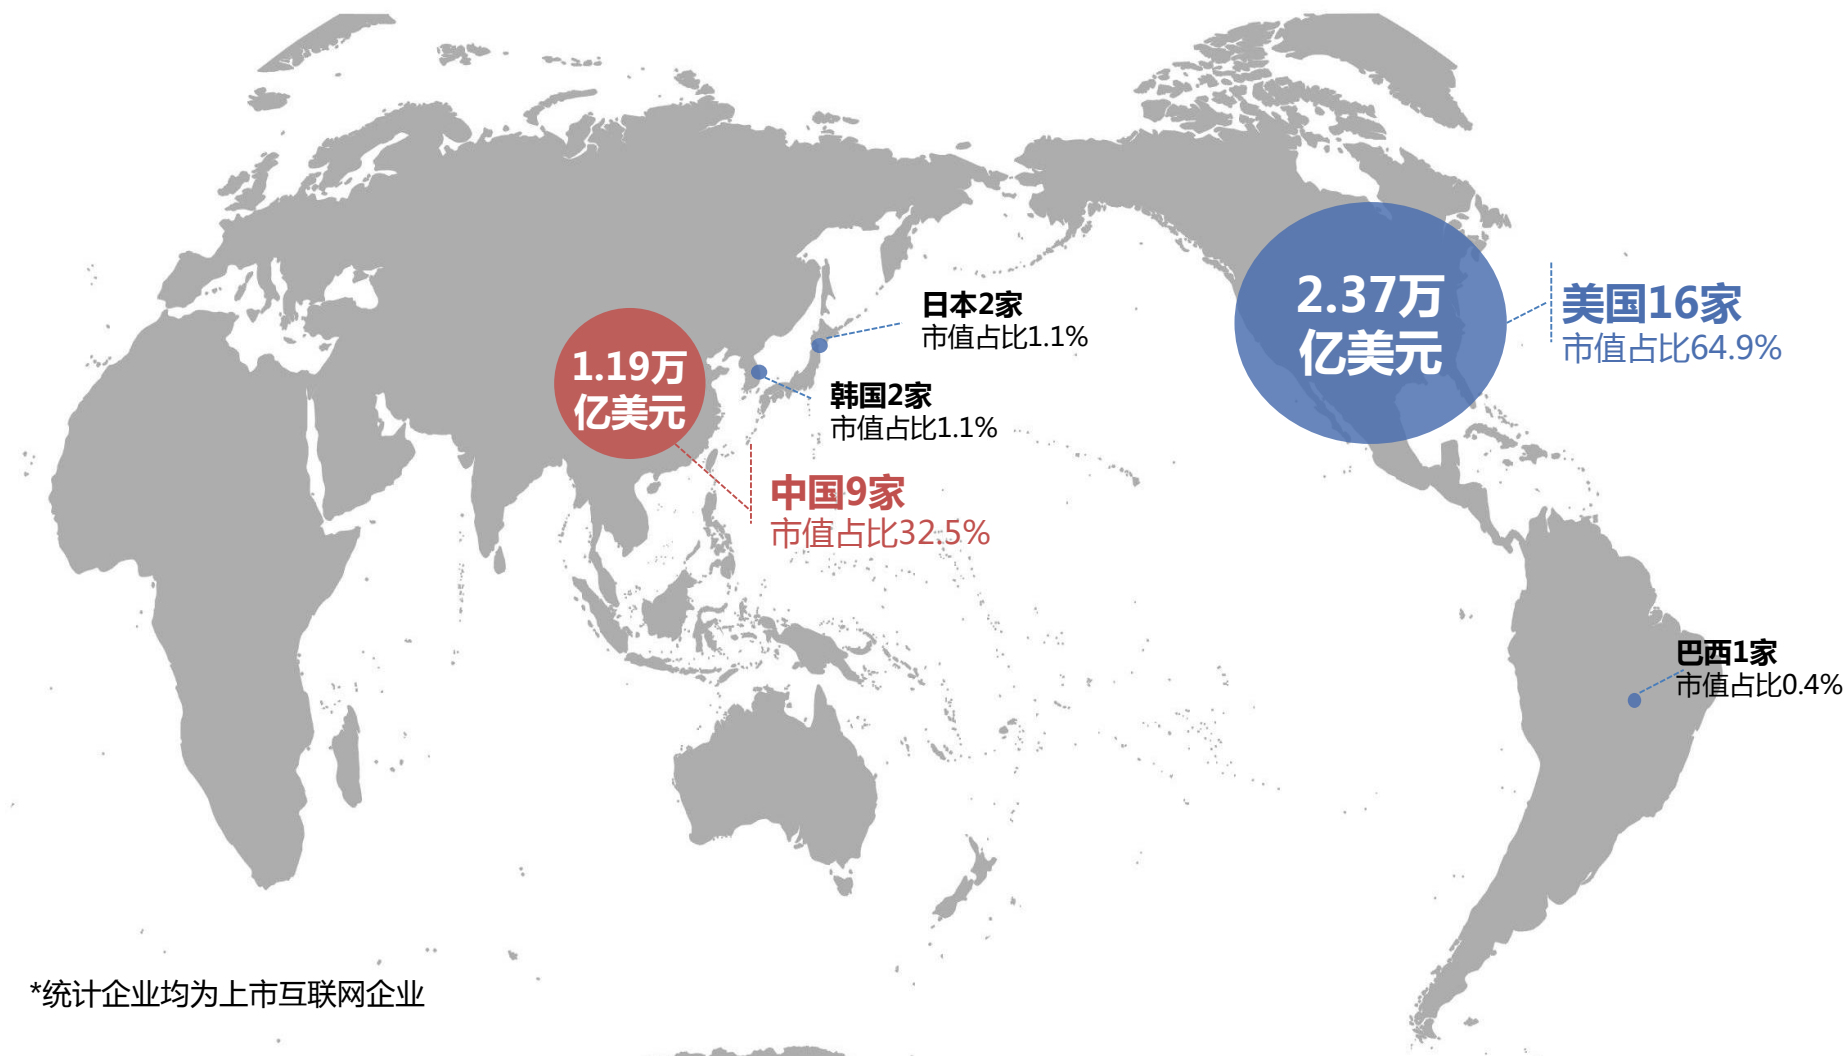 日本2家
市值占比1.1%
韩国2家
市值占比1.1%
1.19万
亿美元
中国9家
市值占比32.5%
2.37万
亿美元
美国16家
市值占比64.9%
巴西1家
市值占比0.4%
*统计企业均为上市互联网企业